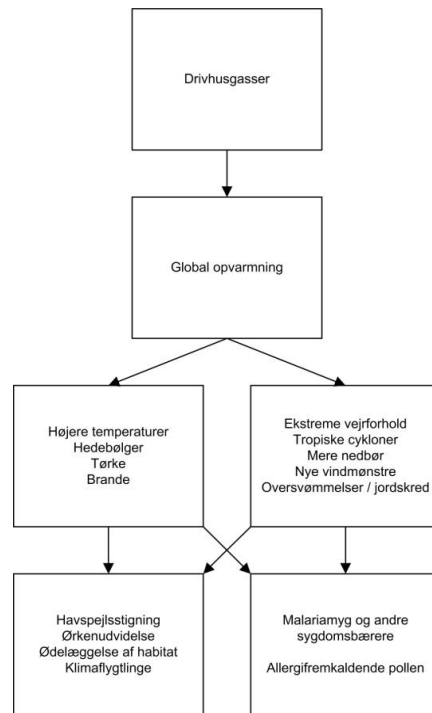 Drivhusgasser
Global opvarmning
Højere temperaturer
Hedebølger
Tørke
Brande
Ekstreme vejrforhold
Tropiske cykloner
Mere nedbør
Nye vindmønstre
Oversvømmelser / jordskred
Havspejlsstigning
Ørkenudvidelse
Ødelæggelse af habitat
Klimaflygtlinge
Malariamyg og andre
sygdomsbærere
Allergifremkaldende pollen